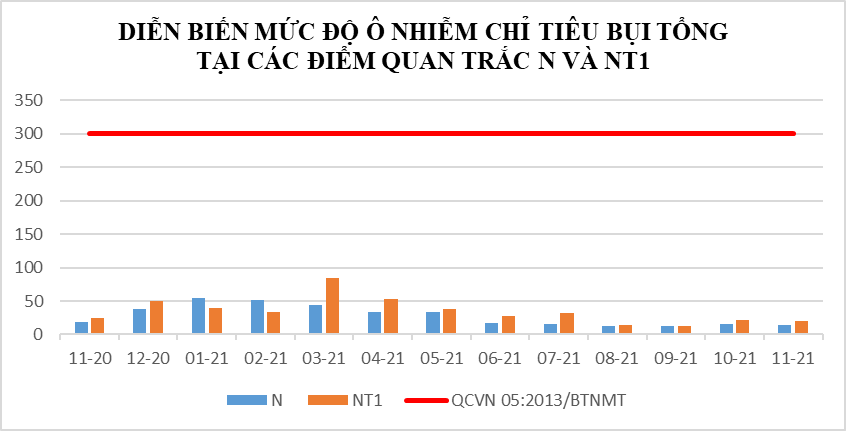 DIỄN BIẾN MỨC ĐỘ Ô NHIỄM CHỈ TIÊU BỤI TỔNG
TẠI CÁC ĐIỂM QUAN TRẮC N VÀ NT1
350
300
250
200
150
100
50
0
11-20 12-20 01-21 02-21 03-21 04-21 05-21 06-21 07-21 08-21 09-21 10-21 11-21
N NT1 QCVN 05:2013/BTNMT